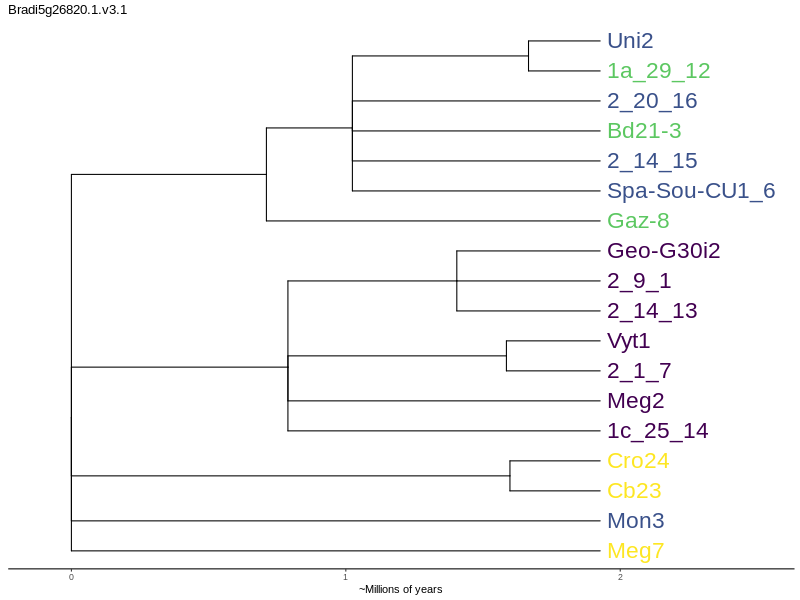 Bradi5g26820.1.v3.1
Uni2
1a_29_12
2_20_16
Bd21-3
2_14_15
Spa-Sou-CU1_6
Gaz-8
Geo-G30i2
2_9_1
2_14_13
Vyt1
2_1_7
Meg2
1c_25_14
Cro24
Cb23
Mon3
Meg7
0 1 2
~Millions of years